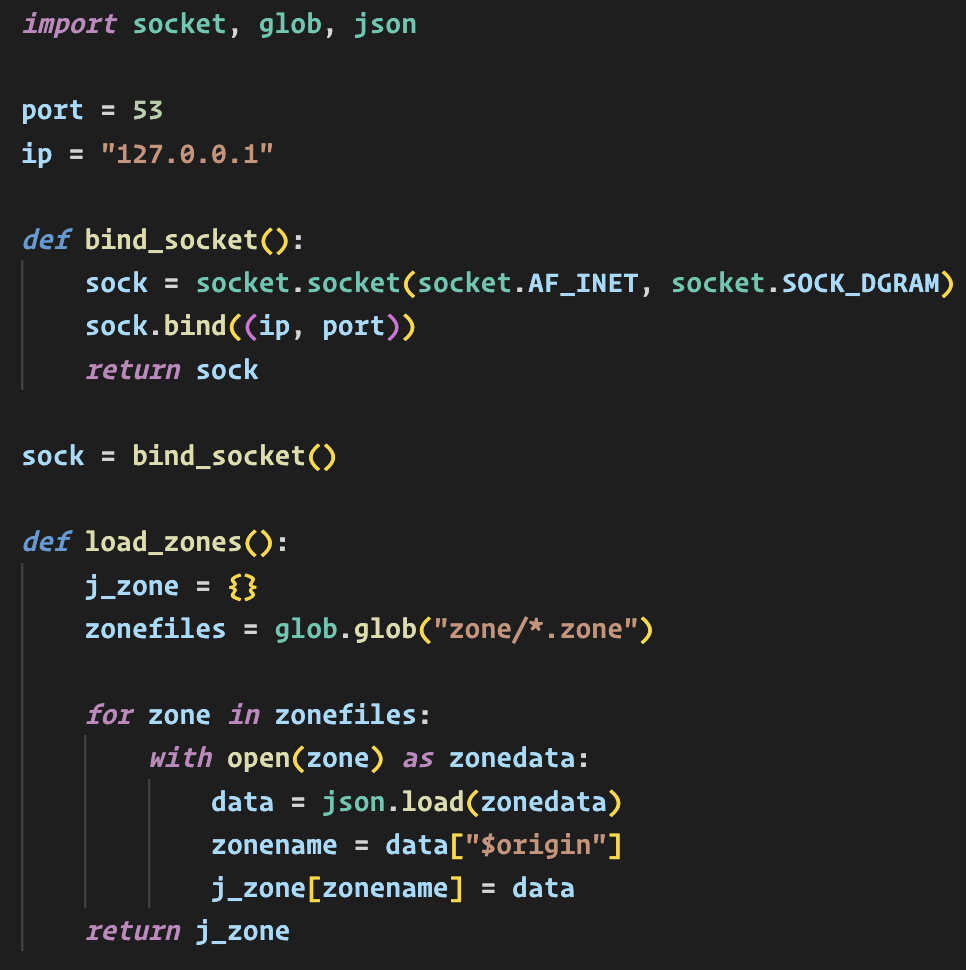 import socket, glob, json
port = 53
ip = "127.0.0.1"
def bind_socket():
    sock = socket.socket(socket.AF_INET, socket.SOCK_DGRAM)
    sock.bind((ip, port))
    return sock
sock = bind_socket()
def load_zones():
    j_zone = {}
    zonefiles = glob.glob("zone/*.zone")
    for zone in zonefiles:
        with open(zone) as zonedata:
            data = json.load(zonedata)
            zonename = data["$origin"]
            j_zone[zonename] = data
    return j_zone